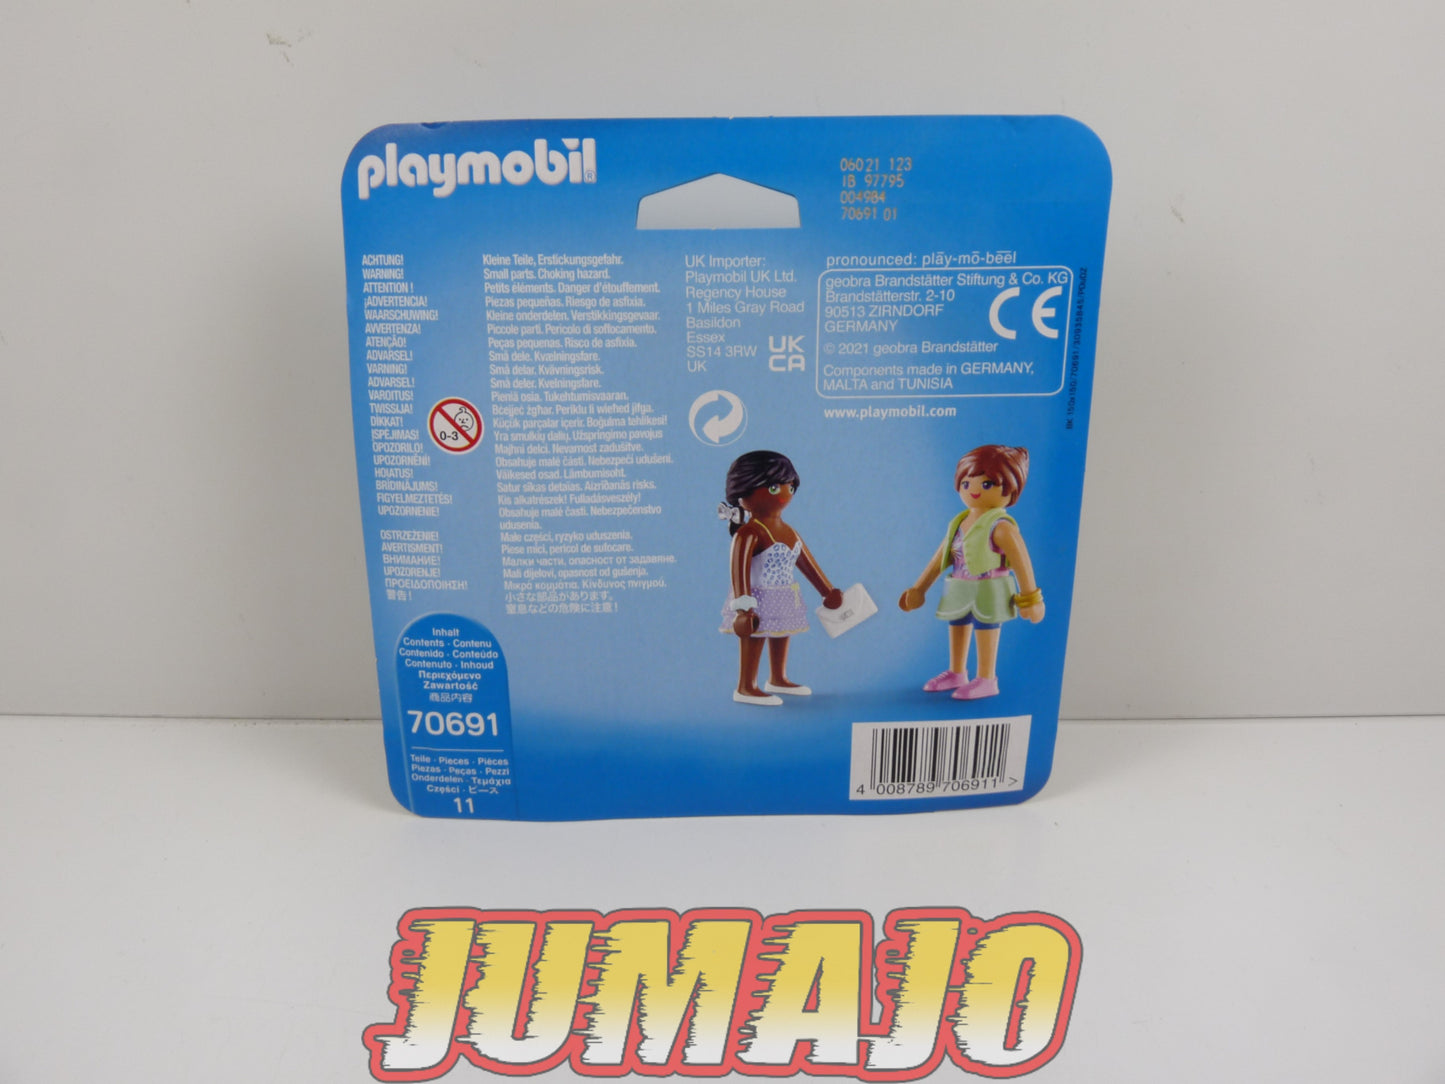 playmobil®
06021 123
IB 97795
004984
70691 01
ACHTUNG!
WARNING!
ATTENTION !
¡ADVERTENCIA!
WAARSCHUWING!
AVVERTENZA!
ATENÇÃO!
ADVARSEL!
VARNING!
ADVARSEL!
VAROITUS!
TWISSIJA!
DİKKAT!
ĮSPĖJIMAS!
OPOZORILO!
UPOZORNĚNÍ!
HOIATUS!
BRĪDINĀJUMS!
FIGYELMEZTETÉS!
UPOZORNENIE!
OSTRZEŻENIE!
AVERTISMENT!
ВНИМАНИЕ!
UPOZORENJE!
ΠΡΟΕΙΔΟΠΟΙΗΣΗ!
警告!
0-3
Kleine Teile, Erstickungsgefahr.
Small parts. Choking hazard.
Petits éléments. Danger d'étouffement.
Piezas pequeñas. Riesgo de asfixia.
Kleine onderdelen. Verstikkingsgevaar.
Piccole parti. Pericolo di soffocamento.
Peças pequenas. Risco de asfixia.
Små dele. Kvælningsfare.
Små delar. Kvävningsrisk.
Små deler. Kvelningsfare.
Pieniä osia. Tukehtumisvaaran.
Bċejjeċ żgħar. Periklu li wieħed jifga.
Küçük parçalar içerir. Boğulma tehlikesi!
Yra smulkių dalių. Užspringimo pavojus
Majhni delci. Nevarnost zadušitve.
Obsahuje malé části. Nebezpečí udušení.
Väikesed osad. Lämbumisoht.
Satur sīkas detaļas. Aizrīšanās risks.
Kis alkatrészek! Fulladásveszély!
Obsahuje malé časti. Nebezpečenstvo
udusenia.
Małe części, ryzyko uduszenia.
Piese mici, pericol de sufocare.
Малки части, опасност от задавяне.
Mali dijelovi, opasnost od gušenja.
Μικρα κομμάτια. Κίνδυνος πνιγμού.
小さな部品があります。
窒息などの危険に注意!
UK Importer:
Playmobil UK Ltd.
Regency House
1 Miles Gray Road
Basildon
Essex
SS14 3RW
UK
UK
CA
pronounced: plāy-mō-bēēl
geobra Brandstätter Stiftung & Co. KG
Brandstätterstr. 2-10
90513 ZIRNDORF
GERMANY
CE
© 2021 geobra Brandstätter
Components made in GERMANY,
MALTA and TUNISIA
www.playmobil.com
Inhalt
Contents · Contenu
Contenido · Conteúdo
Contenuto · Inhoud
Περιεχόμενο
Zawartość
商品内容
70691
Teile · Pieces · Pièces
Piezas · Peças · Pezzi
Onderdelen · Τεμάχια
Części · ピース
11
4 008789 706911 >
JUMAJO